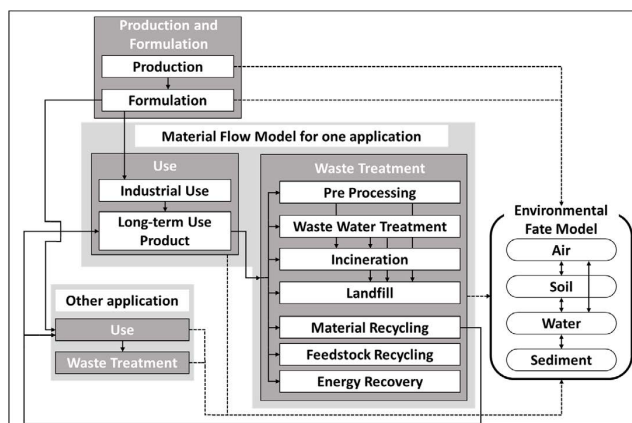 Production and
Formulation
Production
Formulation
Material Flow Model for one application
Use
Industrial Use
Long-term Use
Product
Waste Treatment
Pre Processing
Waste Water Treatment
Incineration
Landfill
Material Recycling
Feedstock Recycling
Energy Recovery
Other application
Use
Waste Treatment
Environmental
Fate Model
Air
Soil
Water
Sediment